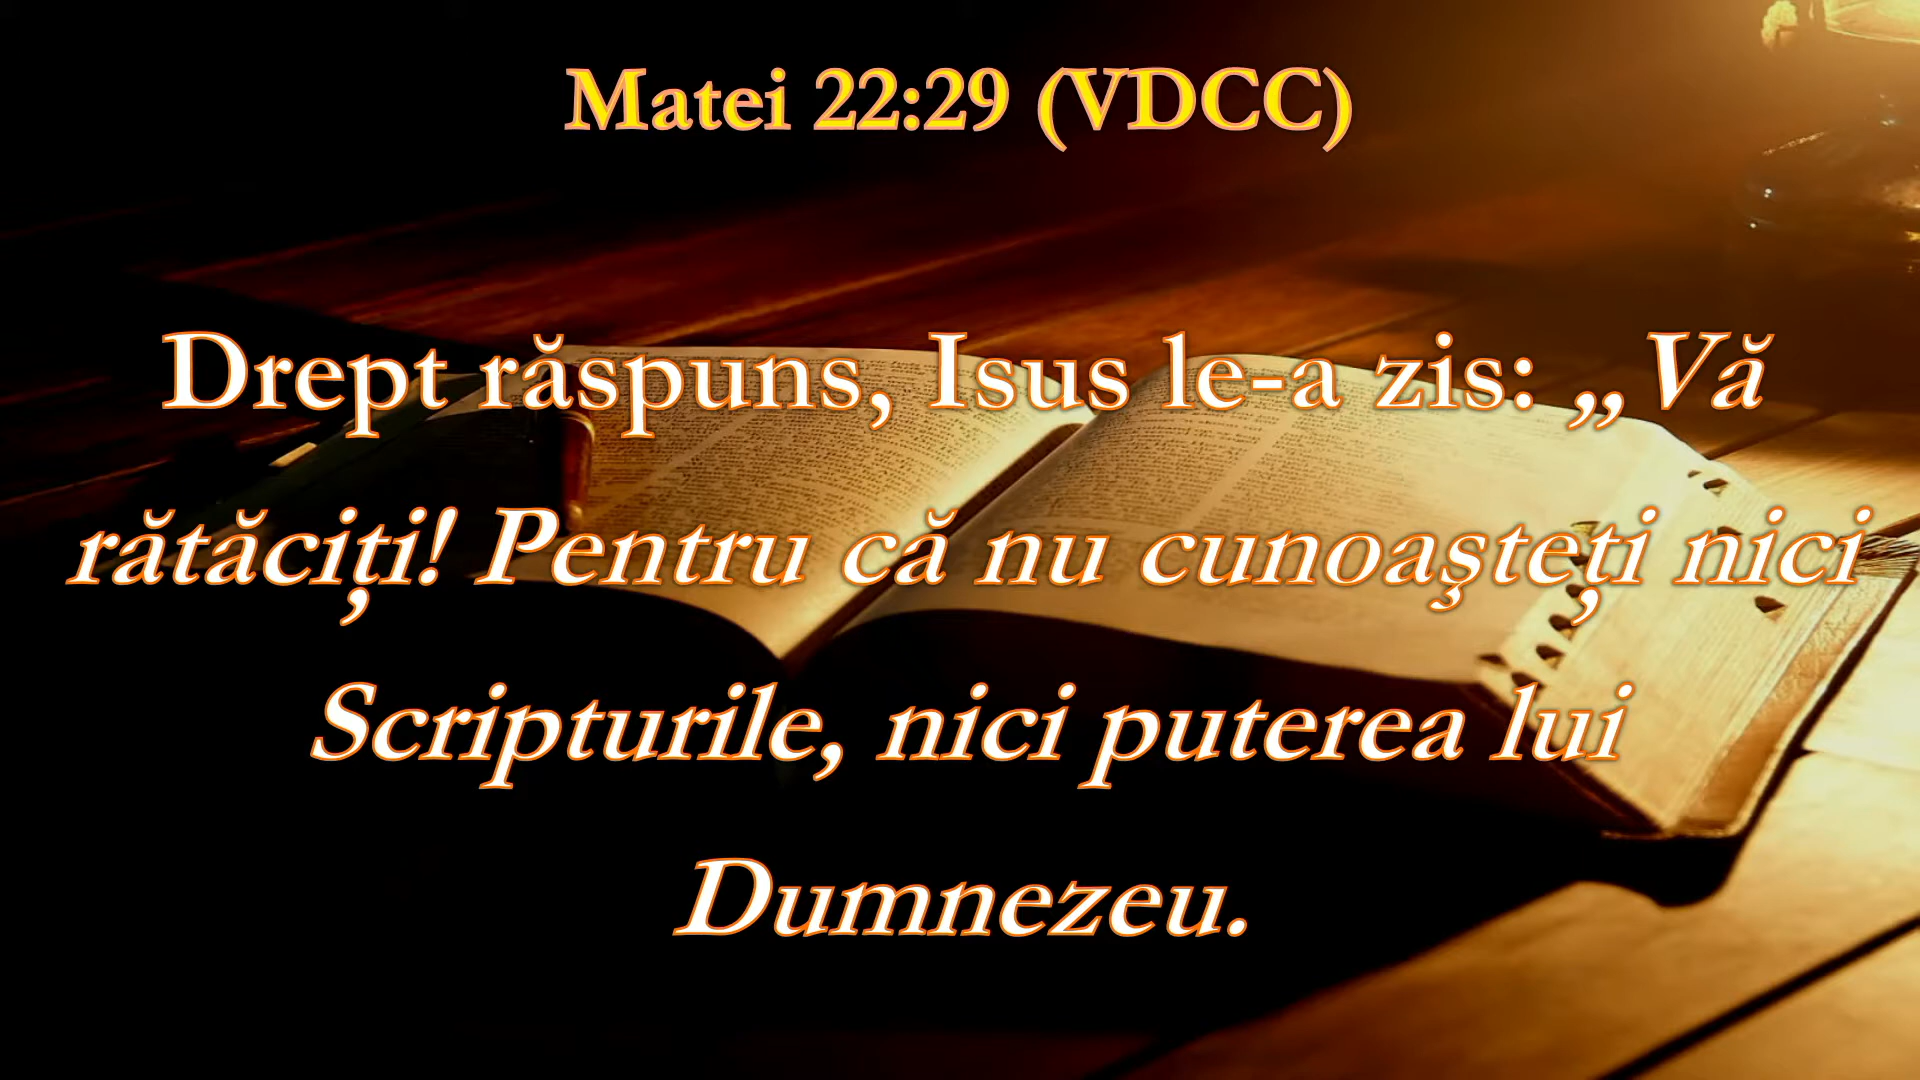 Matei 22:29 (VDCC)
Drept răspuns, Isus le-a zis: „Vă
rătăciți! Pentru că nu cunoaşteți nici
Scripturile, nici puterea lui
Dumnezeu.